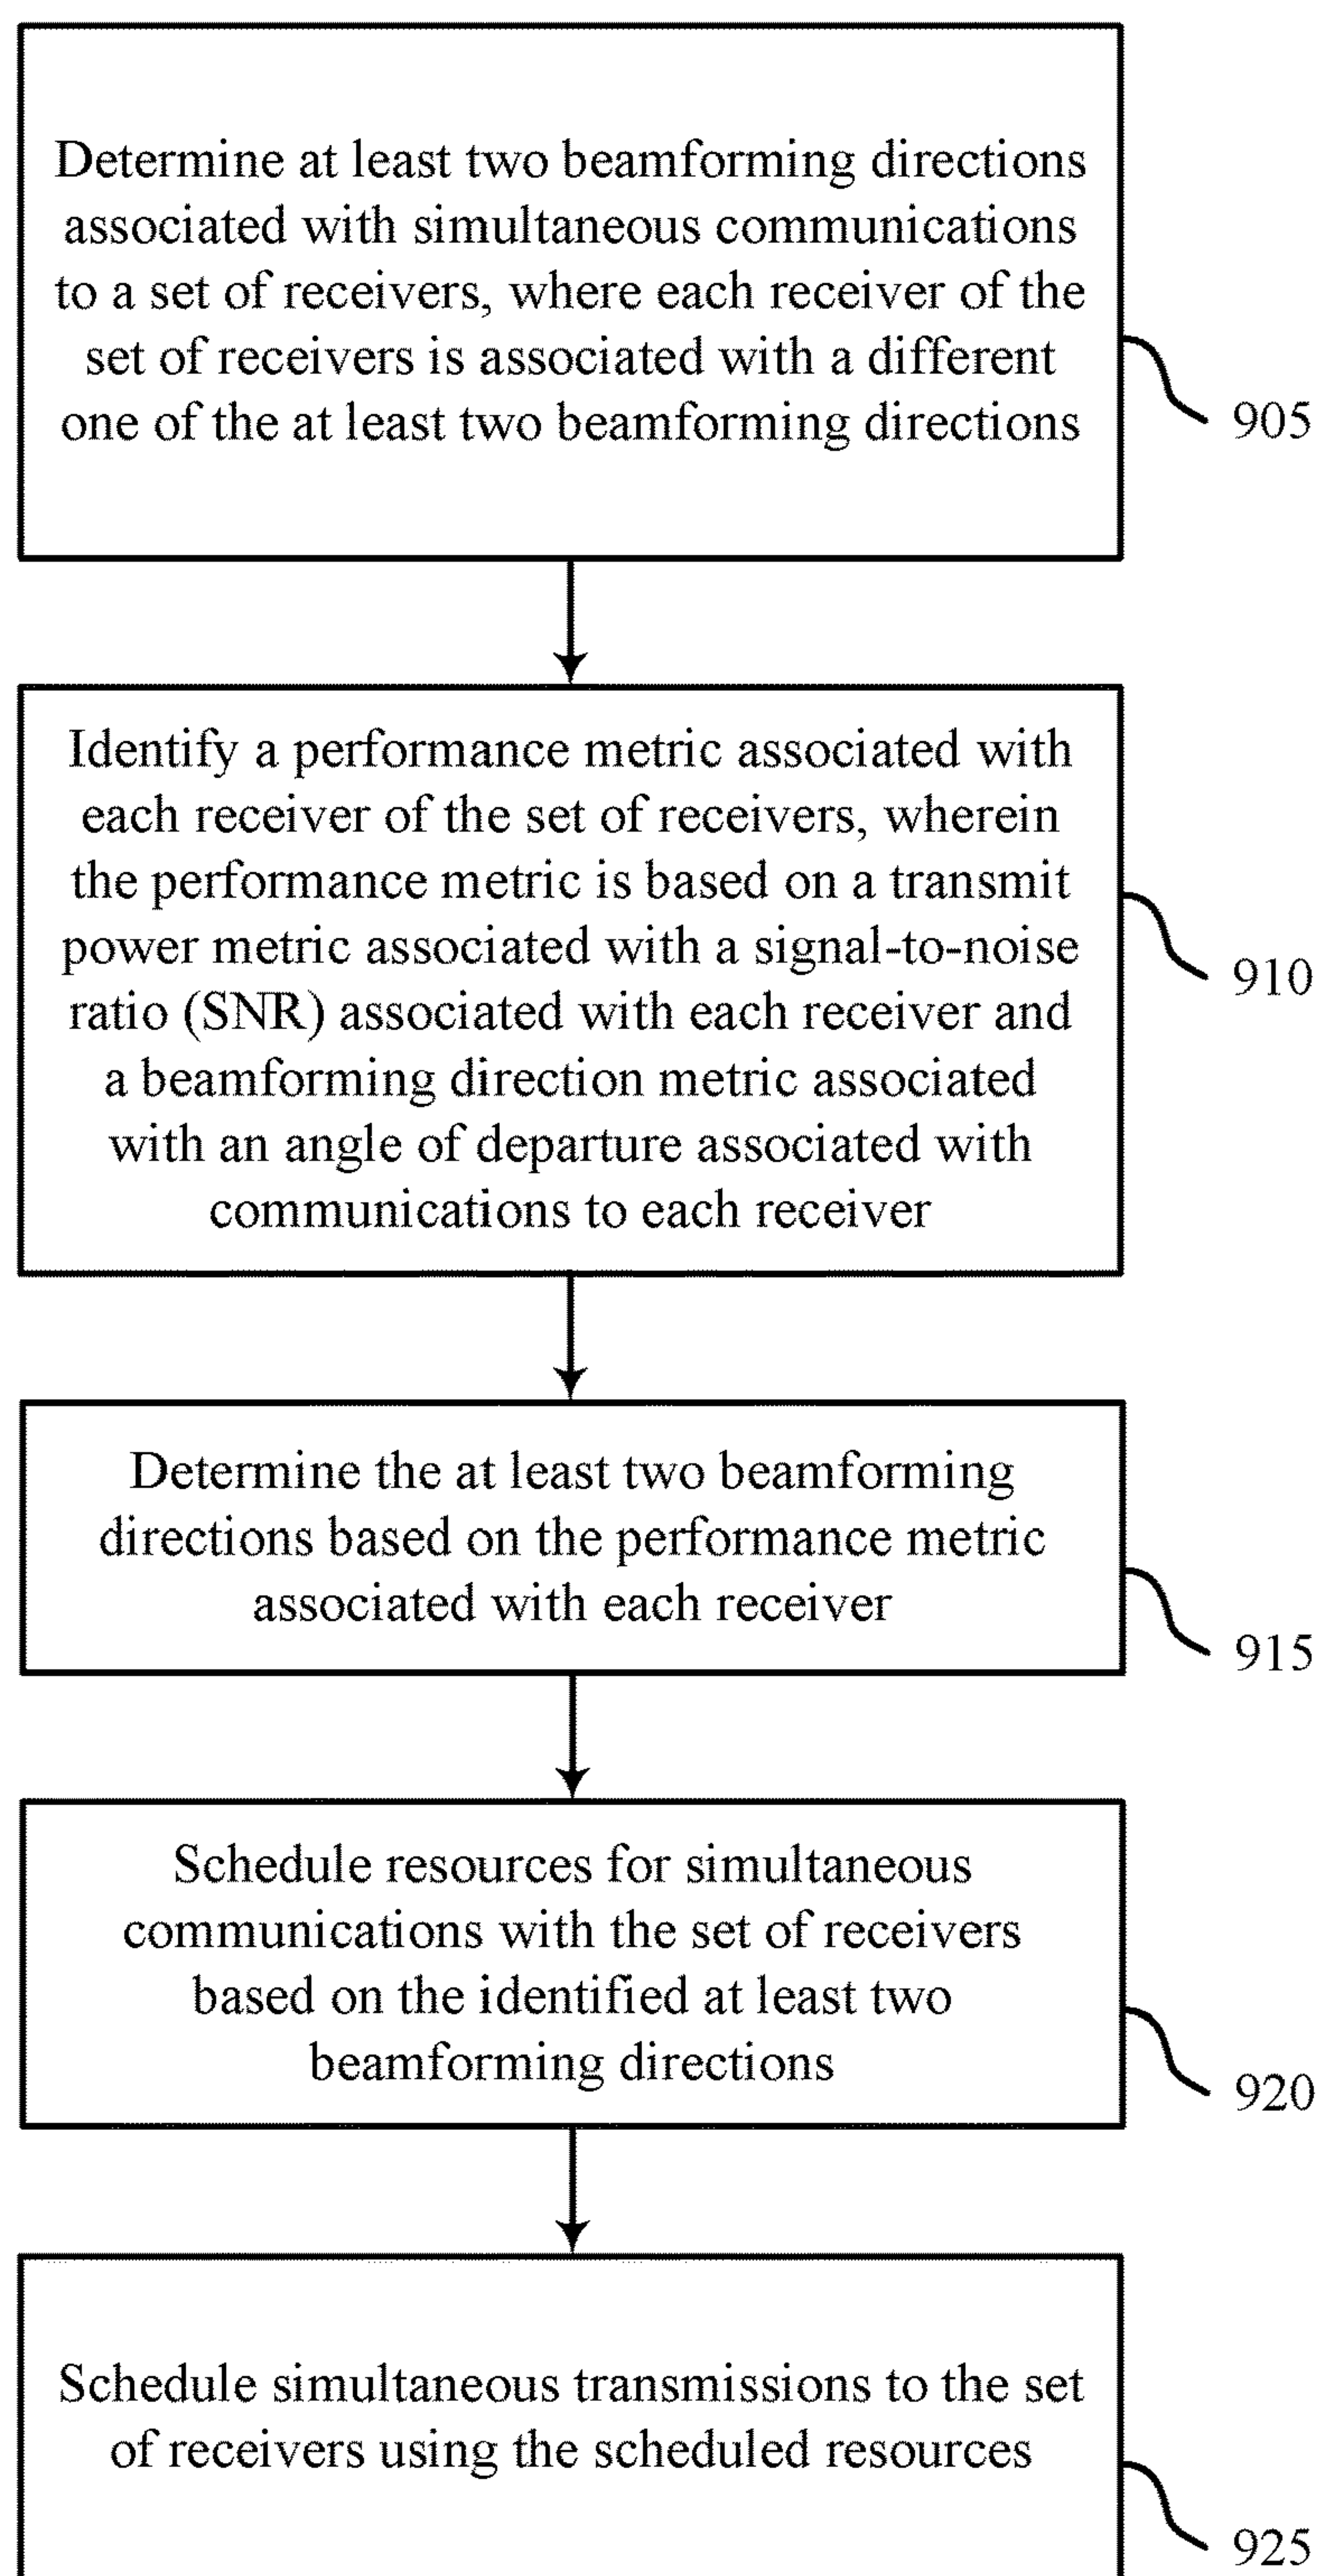 Determine at least two beamforming directions
associated with simultaneous communications
to a set of receivers, where each receiver of the
set of receivers is associated with a different
one of the at least two beamforming directions
905
Identify a performance metric associated with
each receiver of the set of receivers, wherein
the performance metric is based on a transmit
power metric associated with a signal-to-noise
ratio (SNR) associated with each receiver and
a beamforming direction metric associated
with an angle of departure associated with
communications to each receiver
910
Determine the at least two beamforming
directions based on the performance metric
associated with each receiver
915
Schedule resources for simultaneous
communications with the set of receivers
based on the identified at least two
beamforming directions
920
Schedule simultaneous transmissions to the set
of receivers using the scheduled resources
925